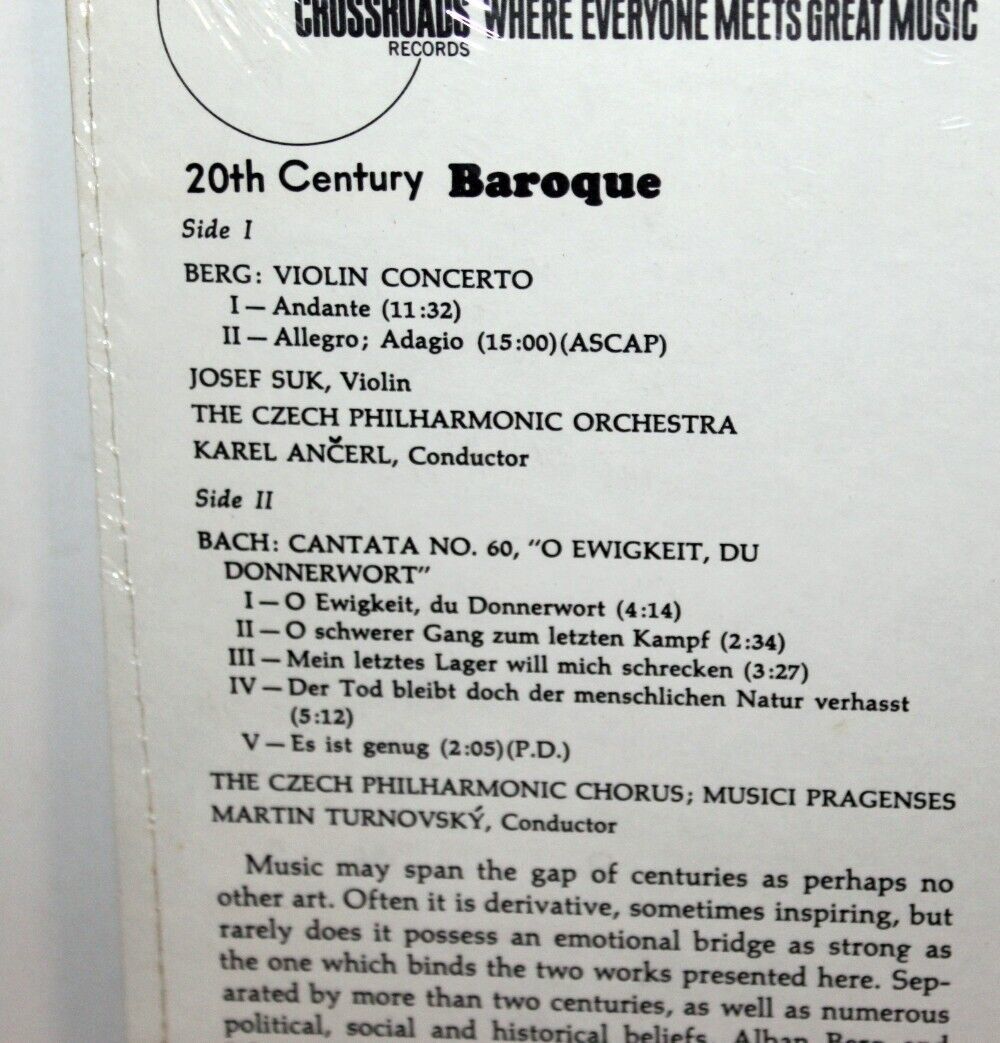 CROSSROADS WHERE EVERYONE MEETS GREAT MUSIC
RECORDS
20th Century Baroque
Side I
BERG: VIOLIN CONCERTO
I — Andante (11:32)
II — Allegro; Adagio (15:00)(ASCAP)
JOSEF SUK, Violin
THE CZECH PHILHARMONIC ORCHESTRA
KAREL ANČERL, Conductor
Side II
BACH: CANTATA NO. 60, "O EWIGKEIT, DU
DONNERWORT"
I — O Ewigkeit, du Donnerwort (4:14)
II — O schwerer Gang zum letzten Kampf (2:34)
III — Mein letztes Lager will mich schrecken (3:27)
IV — Der Tod bleibt doch der menschlichen Natur verhasst
(5:12)
V — Es ist genug (2:05)(P.D.)
THE CZECH PHILHARMONIC CHORUS; MUSICI PRAGENSES
MARTIN TURNOVSKÝ, Conductor
Music may span the gap of centuries as perhaps no
other art. Often it is derivative, sometimes inspiring, but
rarely does it possess an emotional bridge as strong as
the one which binds the two works presented here. Sep-
arated by more than two centuries, as well as numerous
political, social and historical beliefs, Alban Berg and